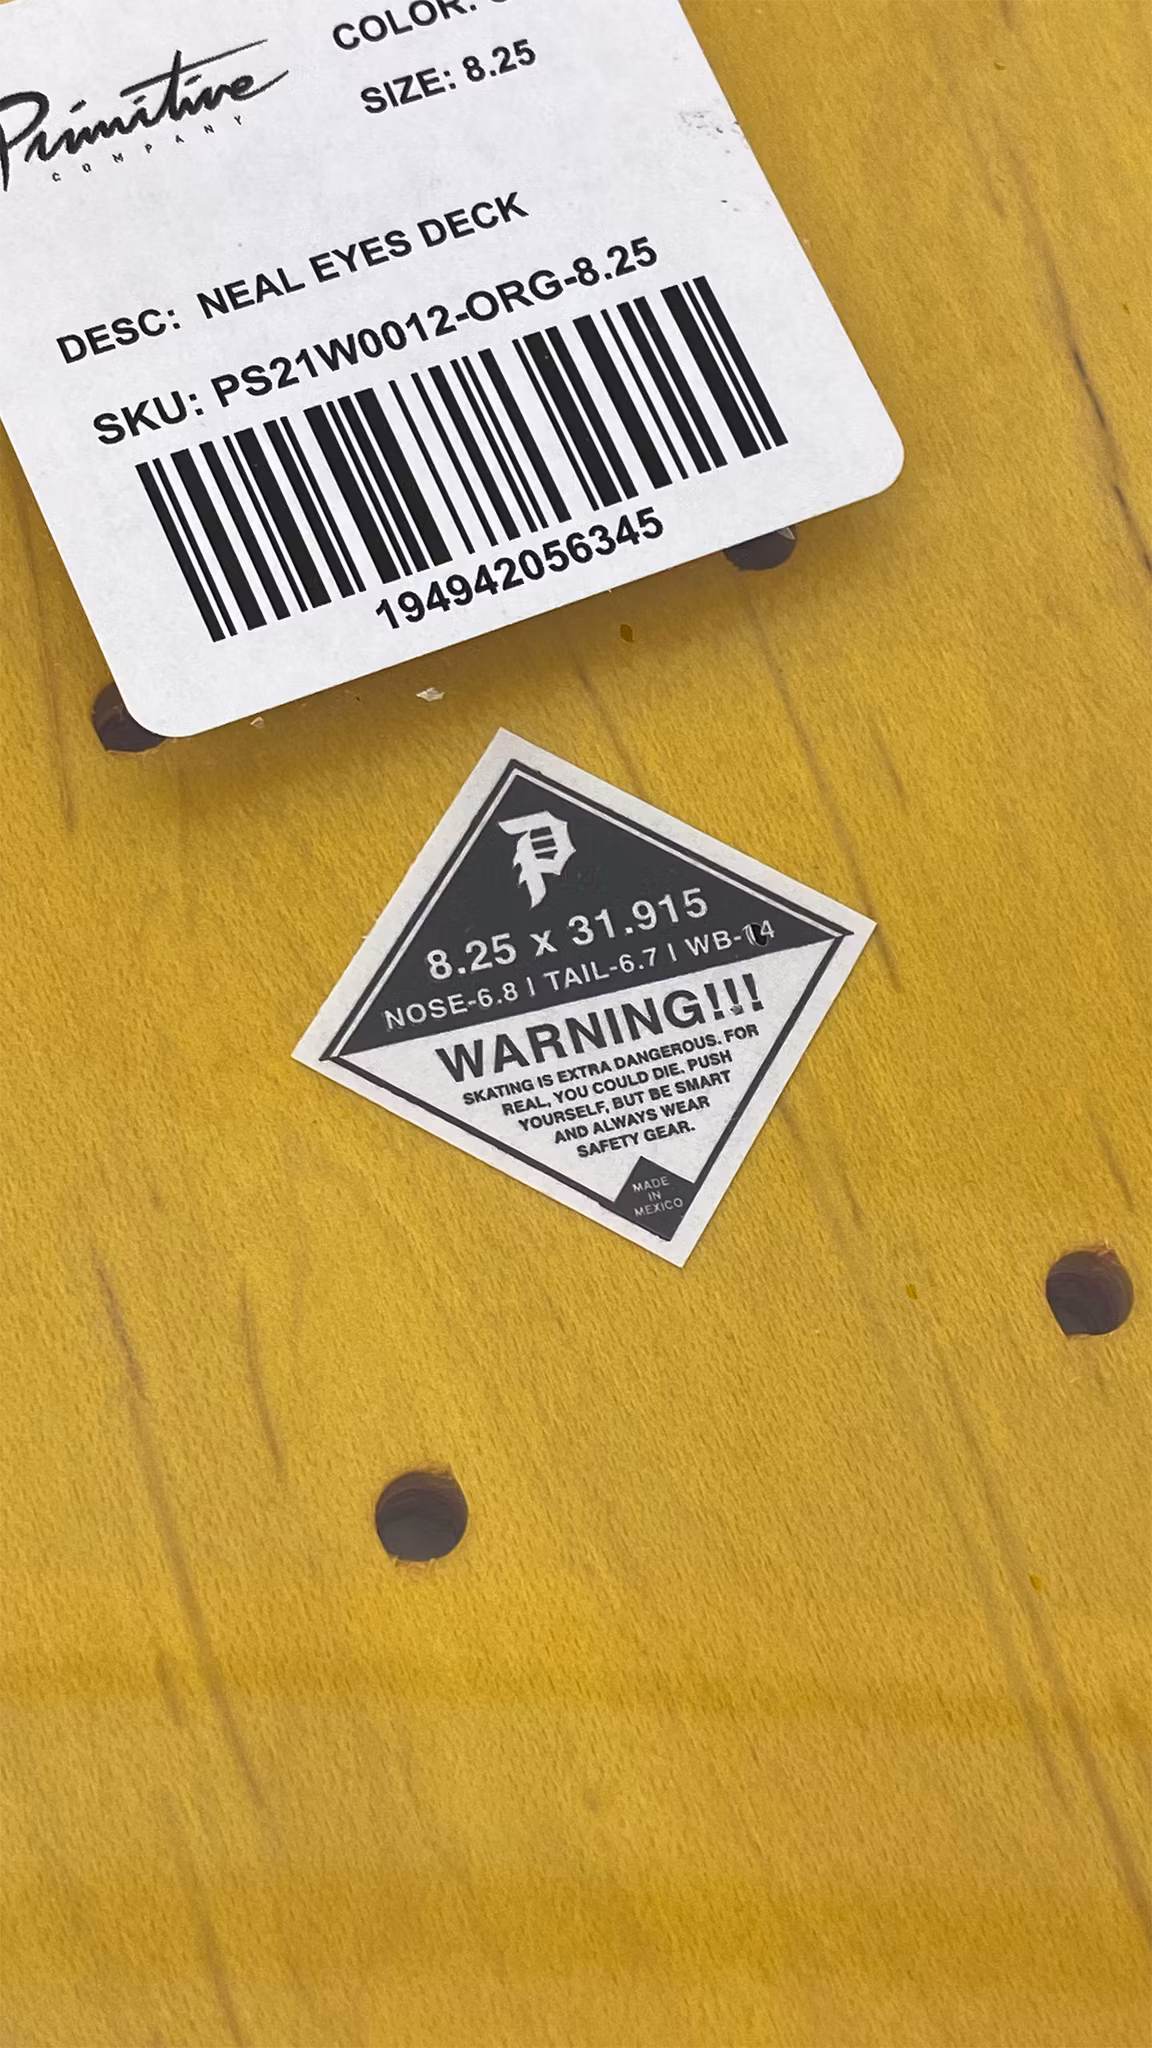 Primitive
COMPANY
COLOR:
SIZE: 8.25
DESC: NEAL EYES DECK
SKU: PS21W0012-ORG-8.25
194942056345
P
8.25 x 31.915
NOSE-6.8 | TAIL-6.7 | WB-14
WARNING!!!
SKATING IS EXTRA DANGEROUS. FOR
REAL, YOU COULD DIE. PUSH
YOURSELF, BUT BE SMART
AND ALWAYS WEAR
SAFETY GEAR.
MADE
IN
MEXICO